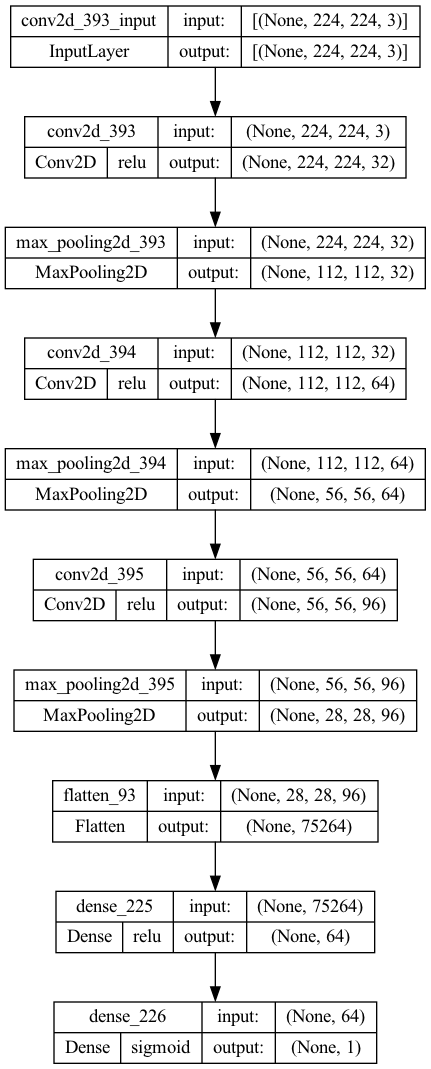 conv2d_393_input input: [(None, 224, 224, 3)]
InputLayer output: [(None, 224, 224, 3)]
conv2d_393 input: (None, 224, 224, 3)
Conv2D relu output: (None, 224, 224, 32)
max_pooling2d_393 input: (None, 224, 224, 32)
MaxPooling2D output: (None, 112, 112, 32)
conv2d_394 input: (None, 112, 112, 32)
Conv2D relu output: (None, 112, 112, 64)
max_pooling2d_394 input: (None, 112, 112, 64)
MaxPooling2D output: (None, 56, 56, 64)
conv2d_395 input: (None, 56, 56, 64)
Conv2D relu output: (None, 56, 56, 96)
max_pooling2d_395 input: (None, 56, 56, 96)
MaxPooling2D output: (None, 28, 28, 96)
flatten_93 input: (None, 28, 28, 96)
Flatten output: (None, 75264)
dense_225 input: (None, 75264)
Dense relu output: (None, 64)
dense_226 input: (None, 64)
Dense sigmoid output: (None, 1)